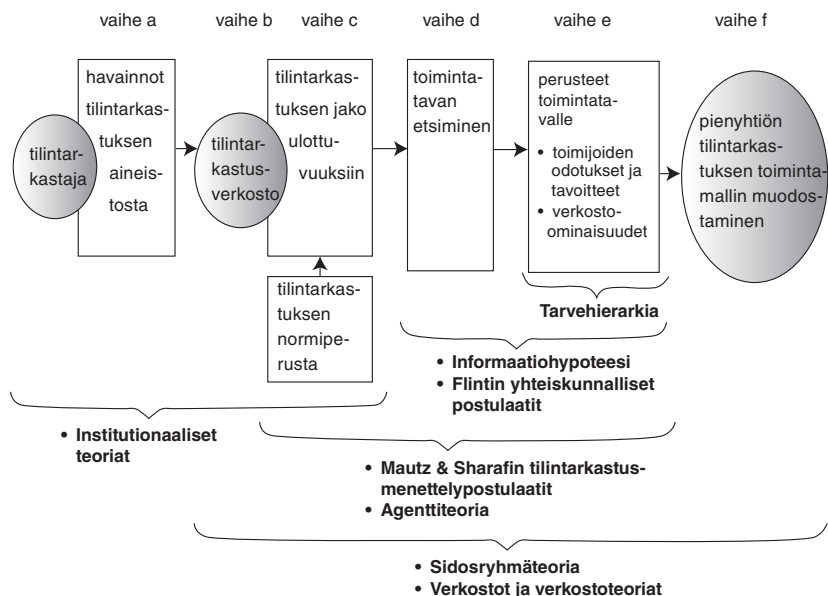 vaihe a
vaihe b
vaihe c
vaihe d
vaihe e
vaihe f
tilintar-
kastaja
havainnot
tilintarkas-
tuksen
aineis-
tosta
tilintar-
kastus-
verkosto
tilintarkas-
tuksen jako
ulottu-
vuuksiin
tilintarkas-
tuksen
normipe-
rusta
toiminta-
tavan
etsiminen
perusteet
toimintata-
valle
• toimijoiden
odotukset ja
tavoitteet
• verkosto-
ominaisuudet
pienyhtiön
tilintarkas-
tuksen toiminta-
mallin muodos-
taminen
Tarvehierarkia
• Informaatiohypoteesi
• Flintin yhteiskunnalliset
postulaatit
• Institutionaaliset
teoriat
• Mautz & Sharafin tilintarkastus-
menettelypostulaatit
• Agenttiteoria
• Sidosryhmäteoria
• Verkostot ja verkostoteoriat